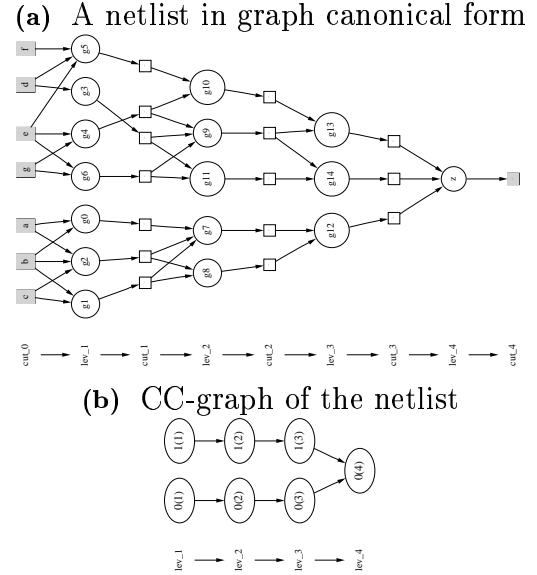 (a) A netlist in graph canonical form
f
d
e
g
a
b
c
g5
g3
g4
g6
g0
g2
g1
g10
g9
g11
g7
g8
g13
g14
g12
z
cut_0
lev_1
cut_1
lev_2
cut_2
lev_3
cut_3
lev_4
cut_4
(b) CC-graph of the netlist
1(1)
1(2)
1(3)
0(4)
0(1)
0(2)
0(3)
lev_1
lev_2
lev_3
lev_4